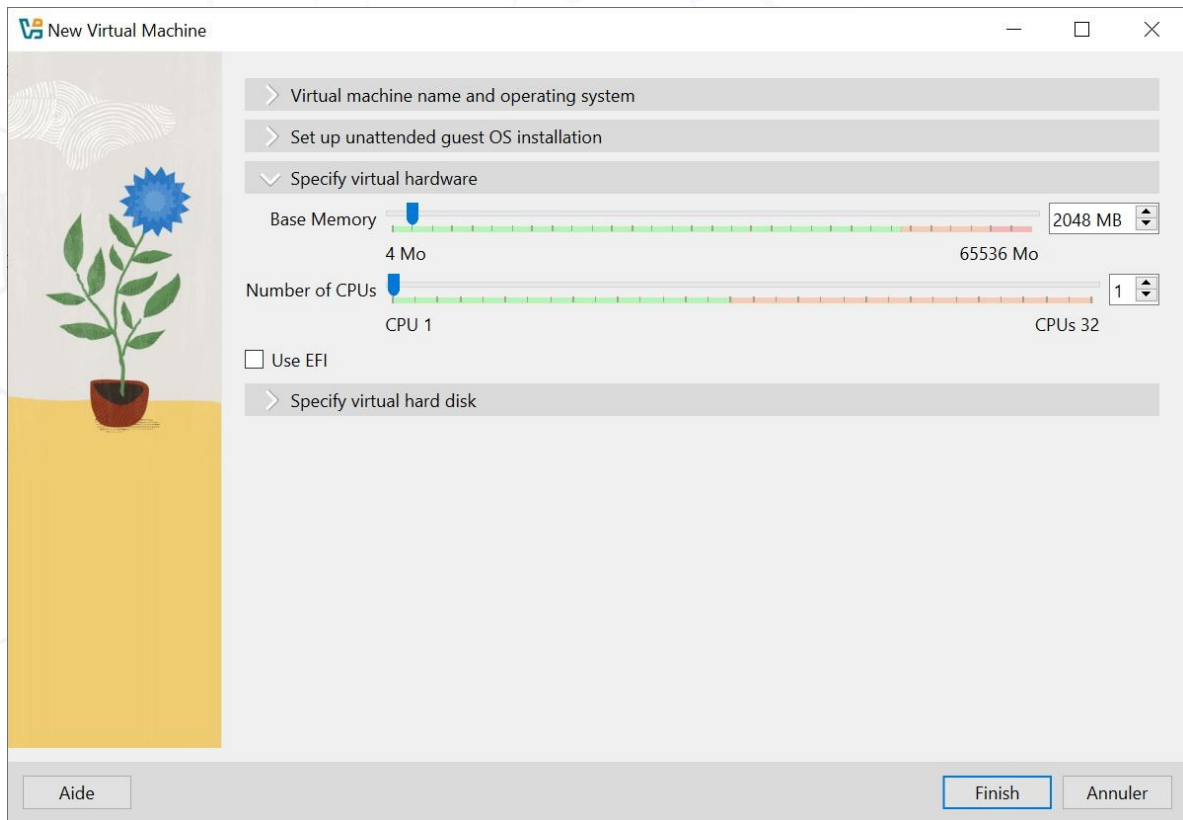 New Virtual Machine
Virtual machine name and operating system
Set up unattended guest OS installation
Specify virtual hardware
Base Memory 2048 MB
4 Mo 65536 Mo
Number of CPUs 1
CPU 1 CPUs 32
Use EFI
Specify virtual hard disk
Aide Finish Annuler